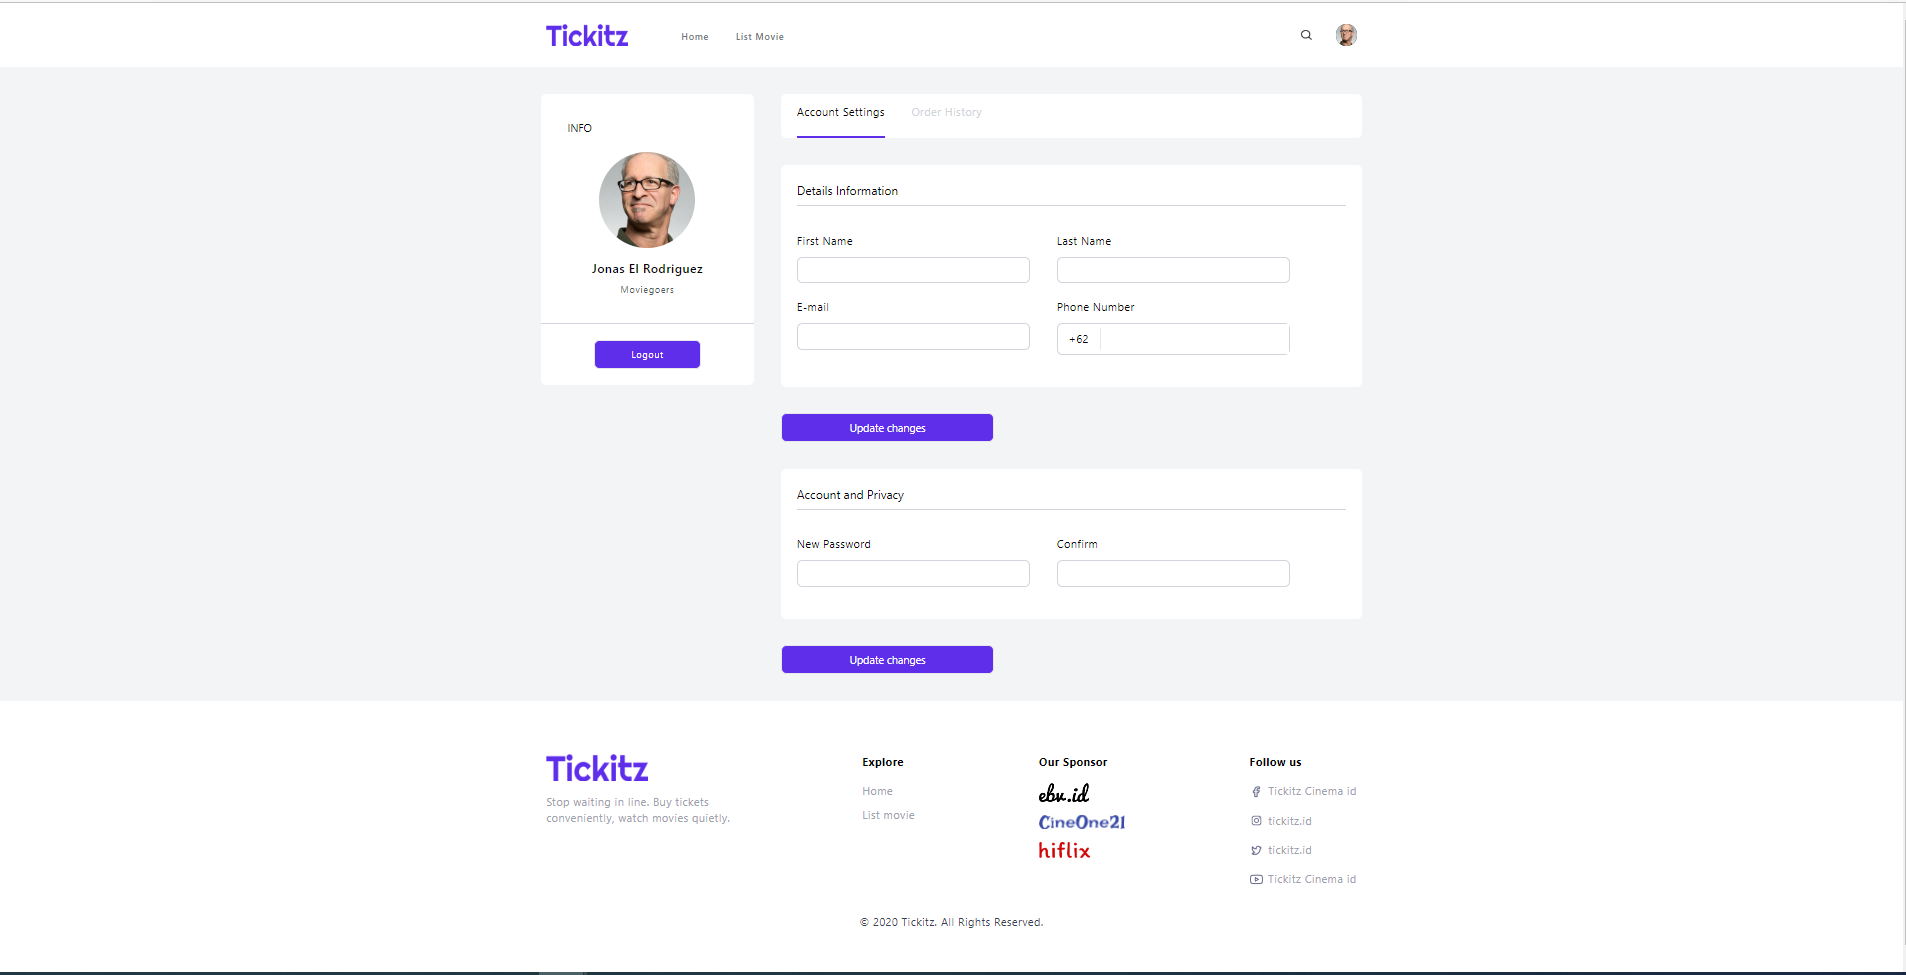 Tickitz
Home
List Movie
INFO
Jonas El Rodriguez
Moviegoers
Logout
Account Settings
Order History
Details Information
First Name
Last Name
E-mail
Phone Number
+62
Update changes
Account and Privacy
New Password
Confirm
Update changes
Tickitz
Stop waiting in line. Buy tickets
conveniently, watch movies quietly.
Explore
Home
List movie
Our Sponsor
ebv.id
CineOne21
hiflix
Follow us
Tickitz Cinema id
tickitz.id
tickitz.id
Tickitz Cinema id
© 2020 Tickitz. All Rights Reserved.